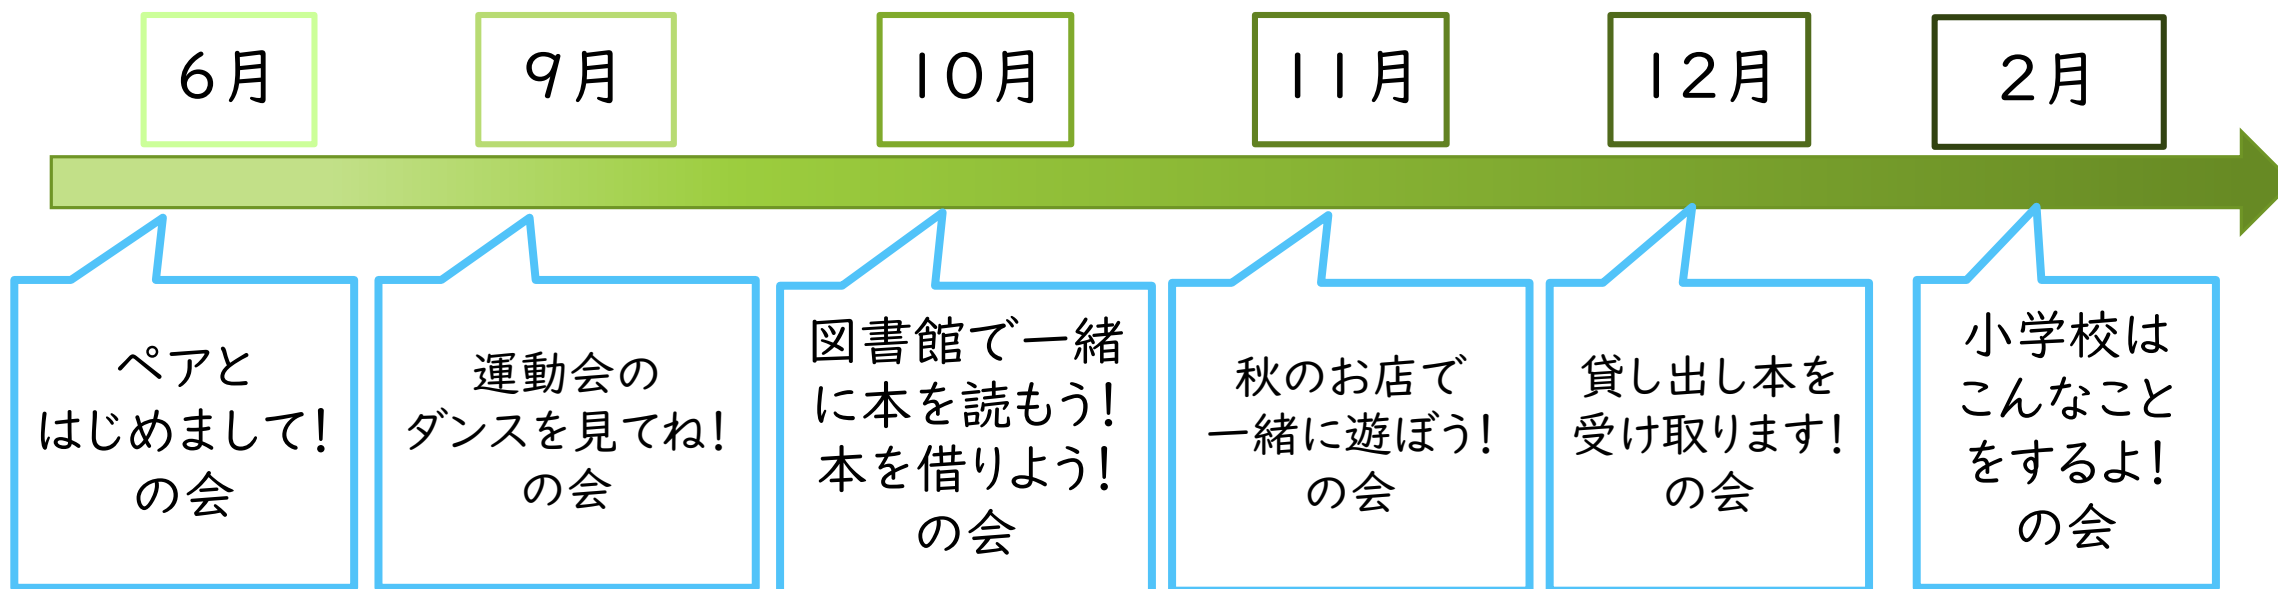 6月
9月
10月
11月
12月
2月
ペアと
はじめまして!
の会
運動会の
ダンスを見てね!
の会
図書館で一緒
に本を読もう!
本を借りよう!
の会
秋のお店で
一緒に遊ぼう!
の会
貸し出し本を
受け取ります!
の会
小学校は
こんなこと
をするよ!
の会